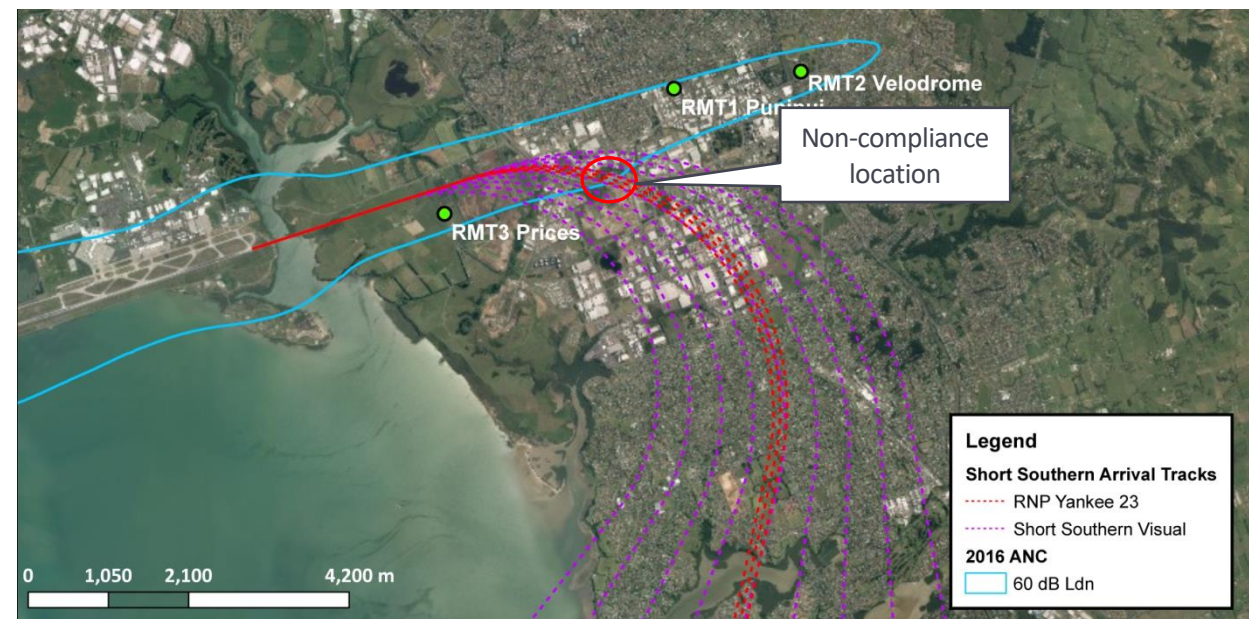 RMT2 Velodrome
RMT1
Non-compliance
location
RMT3 Prices
Legend
Short Southern Arrival Tracks
RNP Yankee 23
Short Southern Visual
2016 ANC
60 dB Ldn
0 1,050 2,100 4,200 m